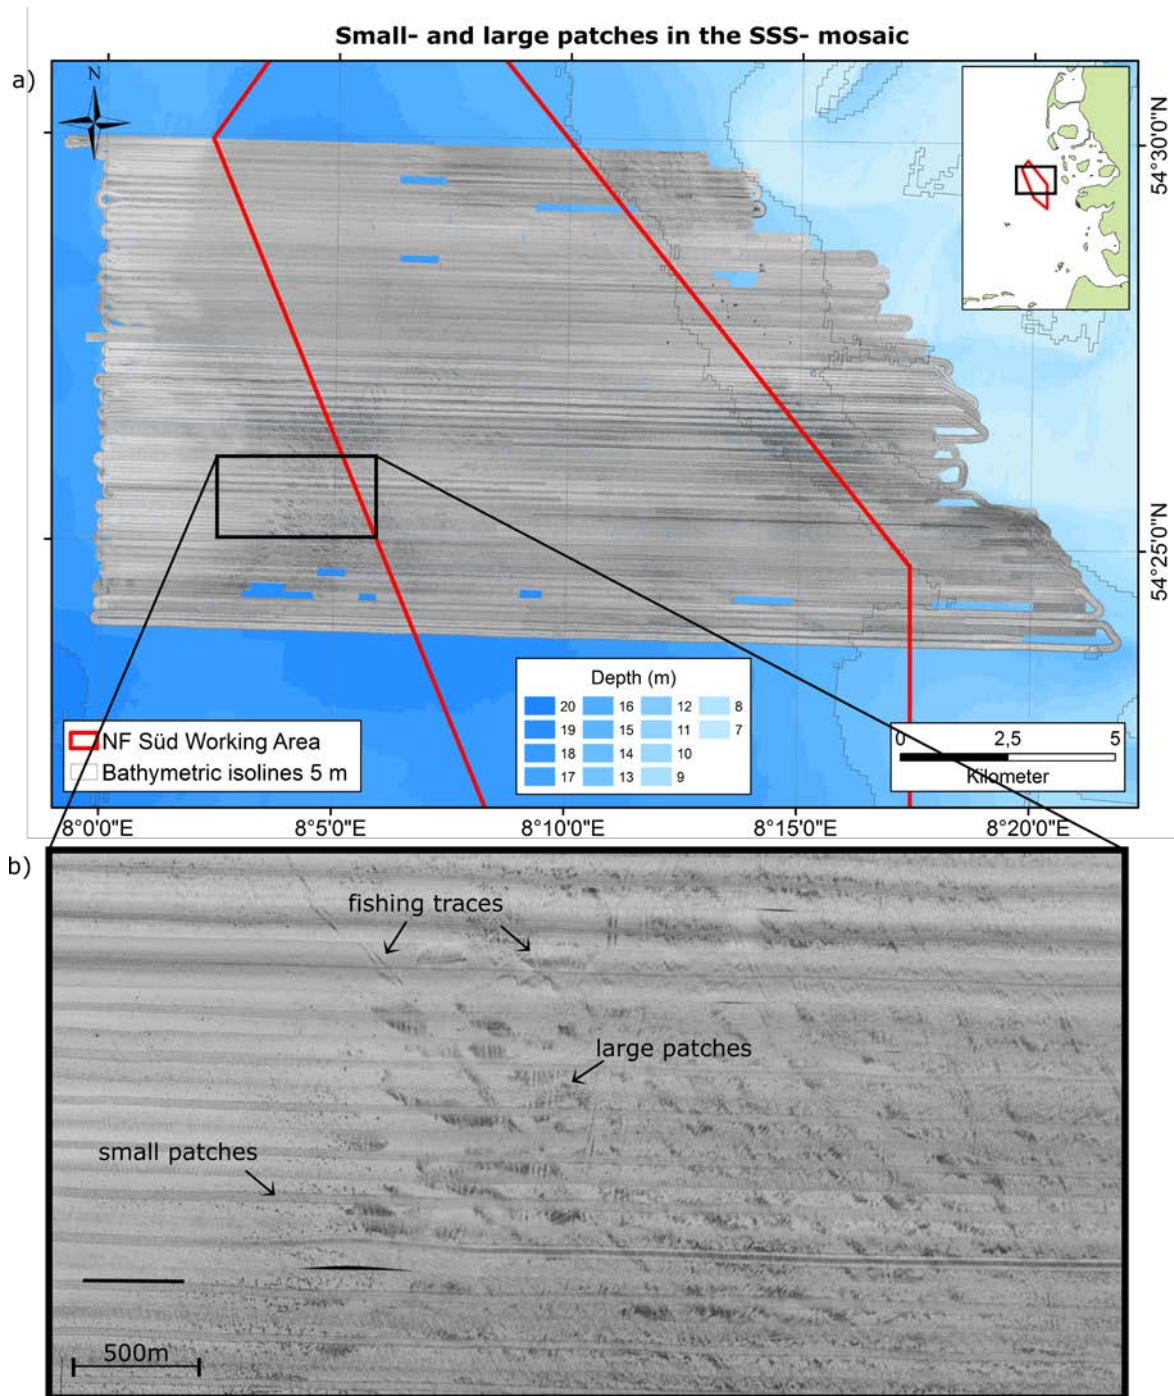 Small- and large patches in the SSS- mosaic
a)
N
54°30'0"N
54°25'0"N
Depth (m)
20 16 12 8
19 15 11 7
18 14 10
17 13 9
NF Süd Working Area
Bathymetric isolines 5 m
0 2,5 5
Kilometer
8°0'0"E 8°5'0"E 8°10'0"E 8°15'0"E 8°20'0"E
b)
fishing traces
large patches
small patches
500m